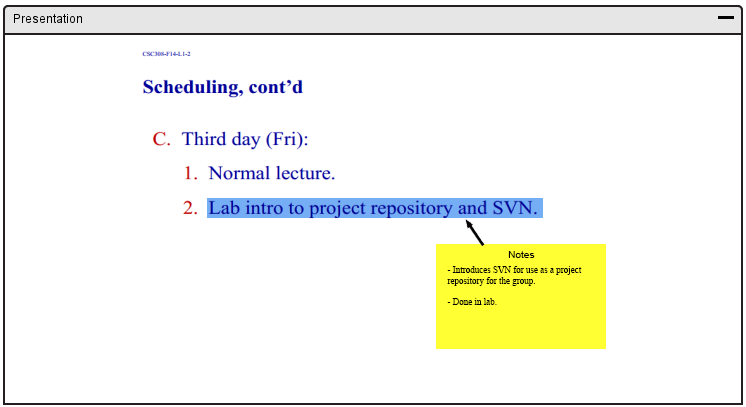 Presentation
CSC308-F14-L1-2
Scheduling, cont’d
C. Third day (Fri):
1. Normal lecture.
2. Lab intro to project repository and SVN.
Notes
- Introduces SVN for use as a project
repository for the group.
- Done in lab.